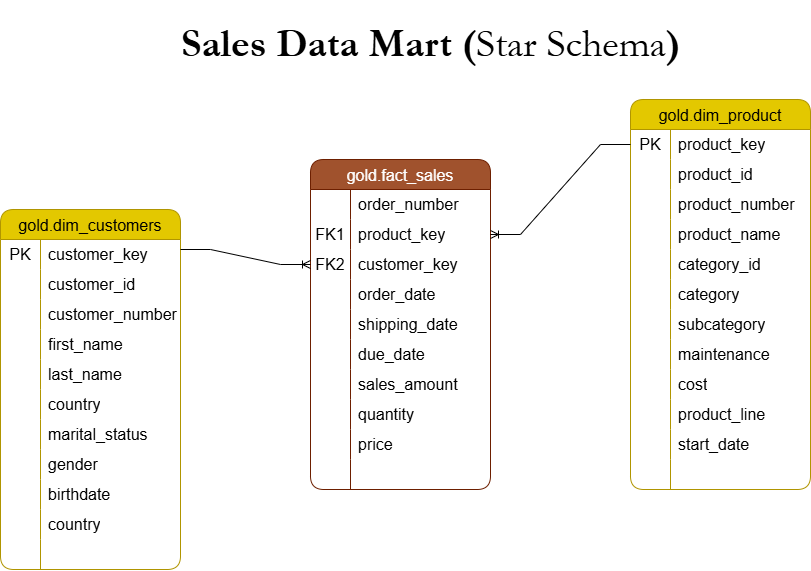 Sales Data Mart (Star Schema)
gold.dim_customers
PK customer_key
customer_id
customer_number
first_name
last_name
country
marital_status
gender
birthdate
country
gold.fact_sales
order_number
FK1 product_key
FK2 customer_key
order_date
shipping_date
due_date
sales_amount
quantity
price
gold.dim_product
PK product_key
product_id
product_number
product_name
category_id
category
subcategory
maintenance
cost
product_line
start_date